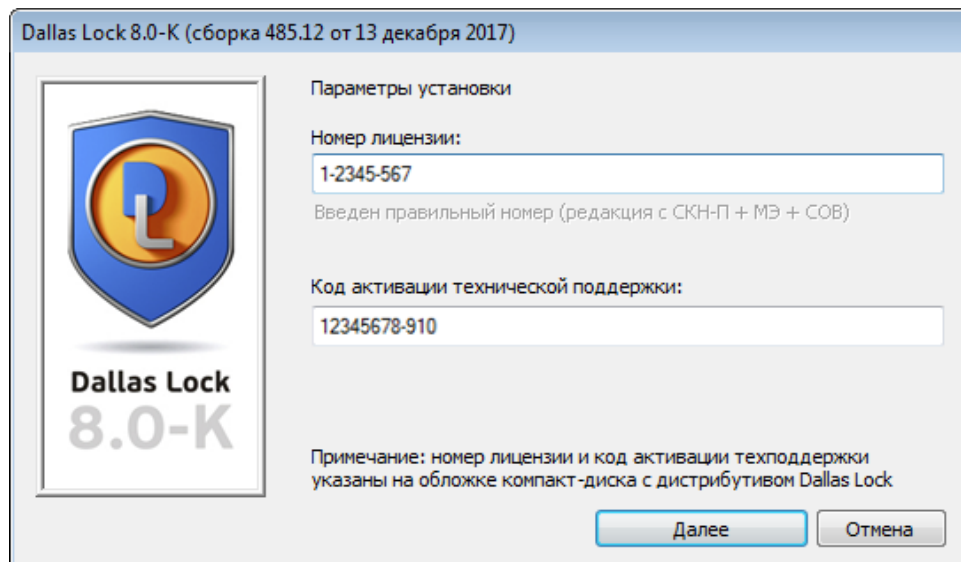 Dallas Lock 8.0-K (сборка 485.12 от 13 декабря 2017)
DL
Dallas Lock
8.0-K
Параметры установки
Номер лицензии:
1-2345-567
Введен правильный номер (редакция с СКН-П + МЭ + СОВ)
Код активации технической поддержки:
12345678-910
Примечание: номер лицензии и код активации техподдержки
указаны на обложке компакт-диска с дистрибутивом Dallas Lock
Далее
Отмена